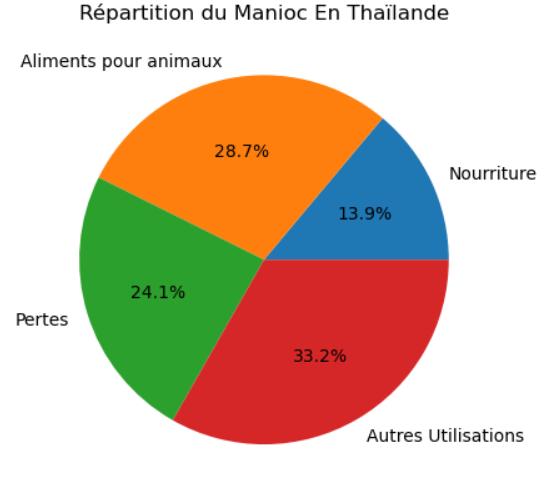 Répartition du Manioc En Thaïlande
Aliments pour animaux
28.7%
Nourriture
13.9%
24.1%
Pertes
33.2%
Autres Utilisations